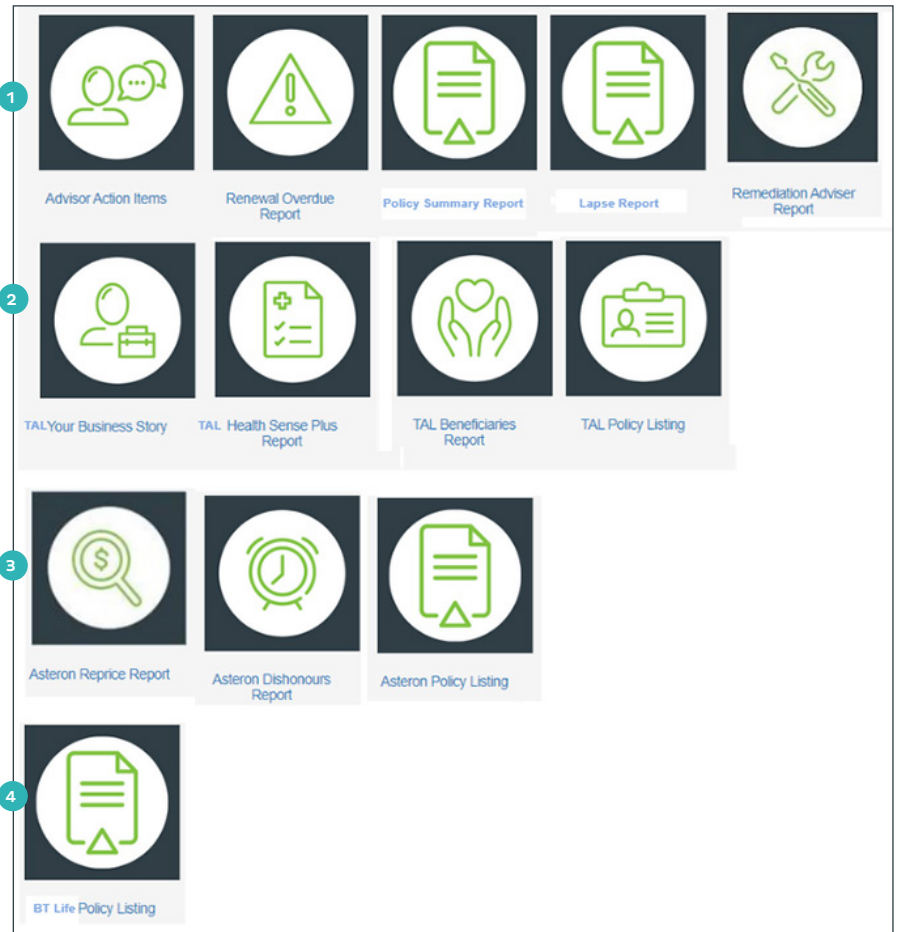 1
Advisor Action Items
Renewal Overdue
Report
Policy Summary Report
Lapse Report
Remediation Adviser
Report
2
TALYour Business Story
TAL Health Sense Plus
Report
TAL Beneficiaries
Report
TAL Policy Listing
3
$
Asteron Reprice Report
Asteron Dishonours
Report
Asteron Policy Listing
4
BT Life Policy Listing